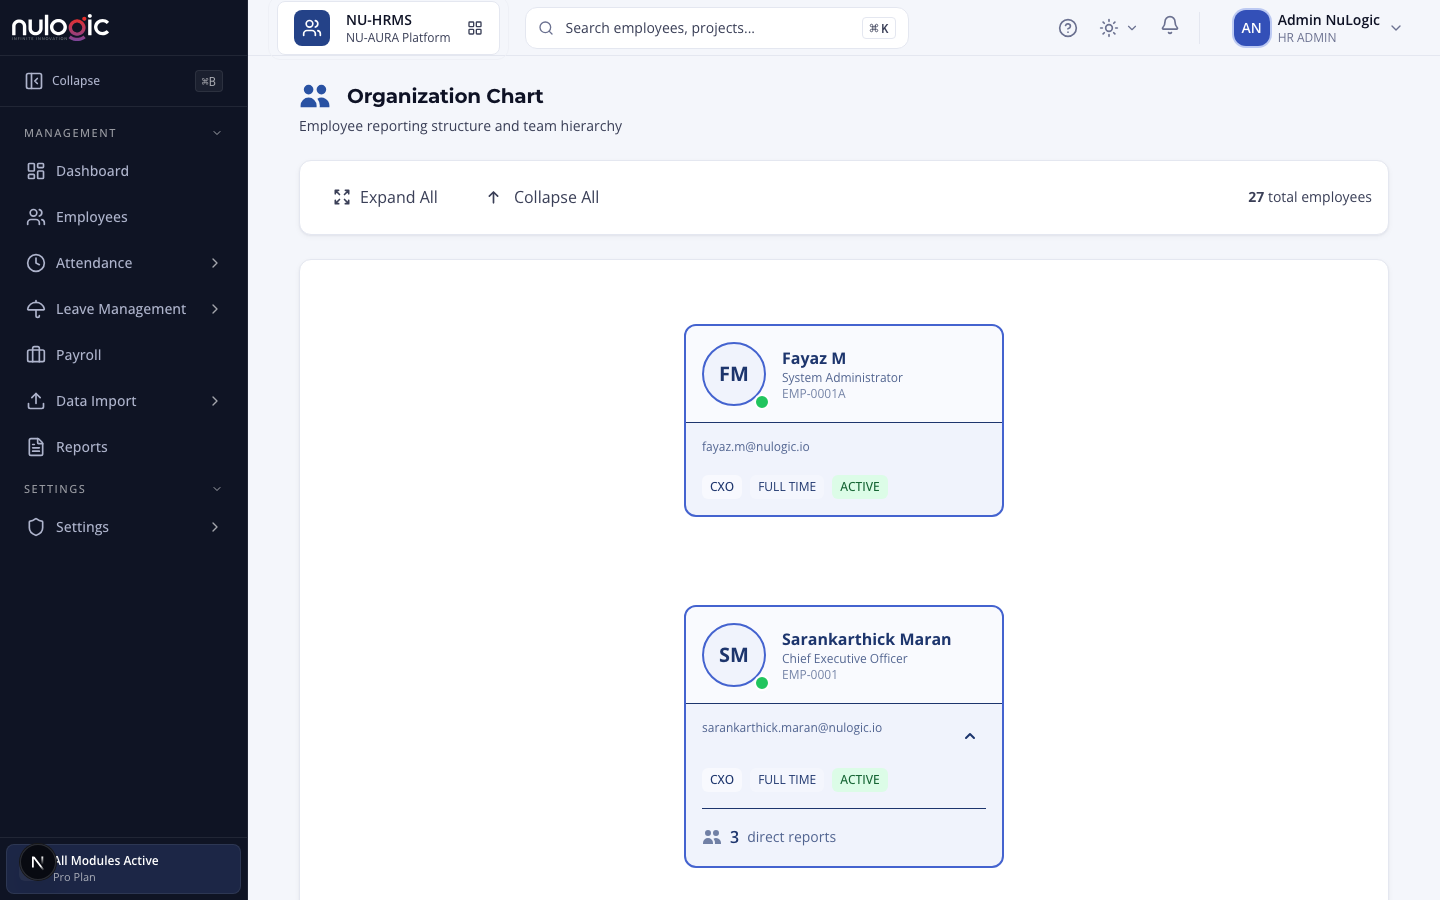 nulogic
Collapse
⌘B
MANAGEMENT
Dashboard
Employees
Attendance
Leave Management
Payroll
Data Import
Reports
SETTINGS
Settings
N
All Modules Active
Pro Plan
NU-HRMS
NU-AURA Platform
Search employees, projects...
⌘K
AN
Admin NuLogic
HR ADMIN
Organization Chart
Employee reporting structure and team hierarchy
Expand All
Collapse All
27 total employees
FM
Fayaz M
System Administrator
EMP-0001A
fayaz.m@nulogic.io
CXO FULL TIME ACTIVE
SM
Sarankarthick Maran
Chief Executive Officer
EMP-0001
sarankarthick.maran@nulogic.io
CXO FULL TIME ACTIVE
3 direct reports